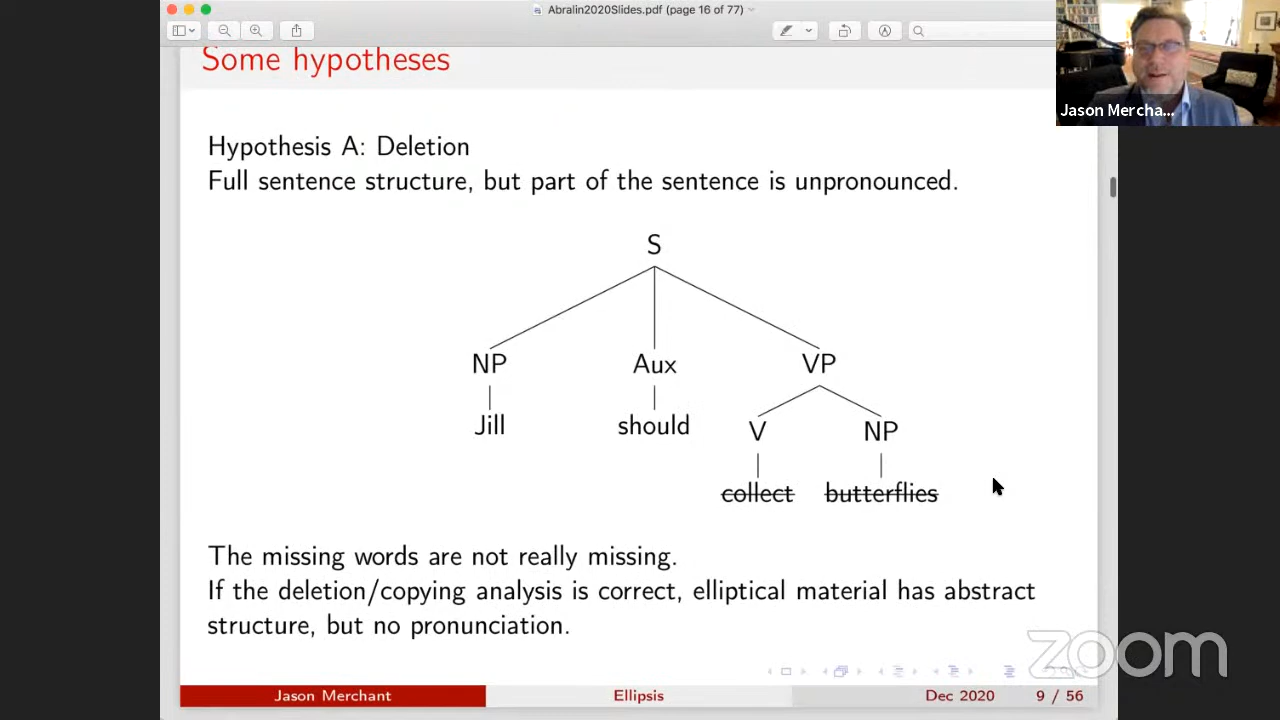 Abralin2020Slides.pdf (page 16 of 77)
Some hypotheses
Jason Mercha...
Hypothesis A: Deletion
Full sentence structure, but part of the sentence is unpronounced.
S
NP Aux VP
Jill should V NP
collect butterflies
The missing words are not really missing.
If the deletion/copying analysis is correct, elliptical material has abstract
structure, but no pronunciation.
zoom
Jason Merchant Ellipsis Dec 2020 9 / 56